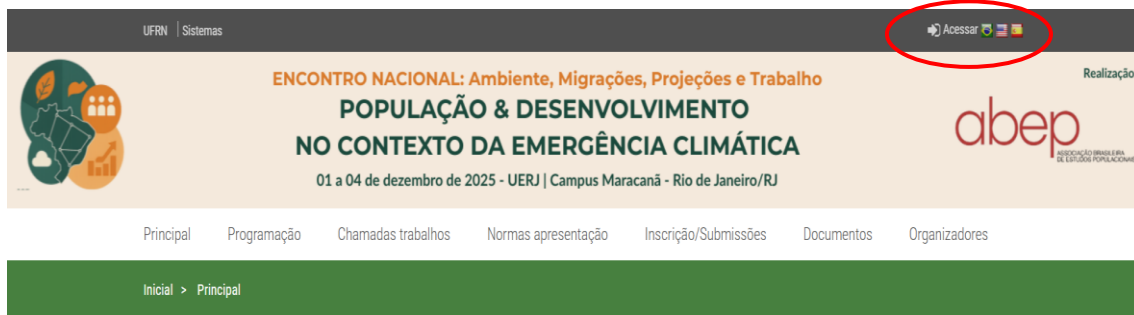 UFRN | Sistemas
Acessar
ENCONTRO NACIONAL: Ambiente, Migrações, Projeções e Trabalho
POPULAÇÃO & DESENVOLVIMENTO
NO CONTEXTO DA EMERGÊNCIA CLIMÁTICA
01 a 04 de dezembro de 2025 - UERJ | Campus Maracanã - Rio de Janeiro/RJ
Realização
abep
ASSOCIAÇÃO BRASILEIRA
DE ESTUDOS POPULACIONAIS
Principal Programação Chamadas trabalhos Normas apresentação Inscrição/Submissões Documentos Organizadores
Inicial > Principal